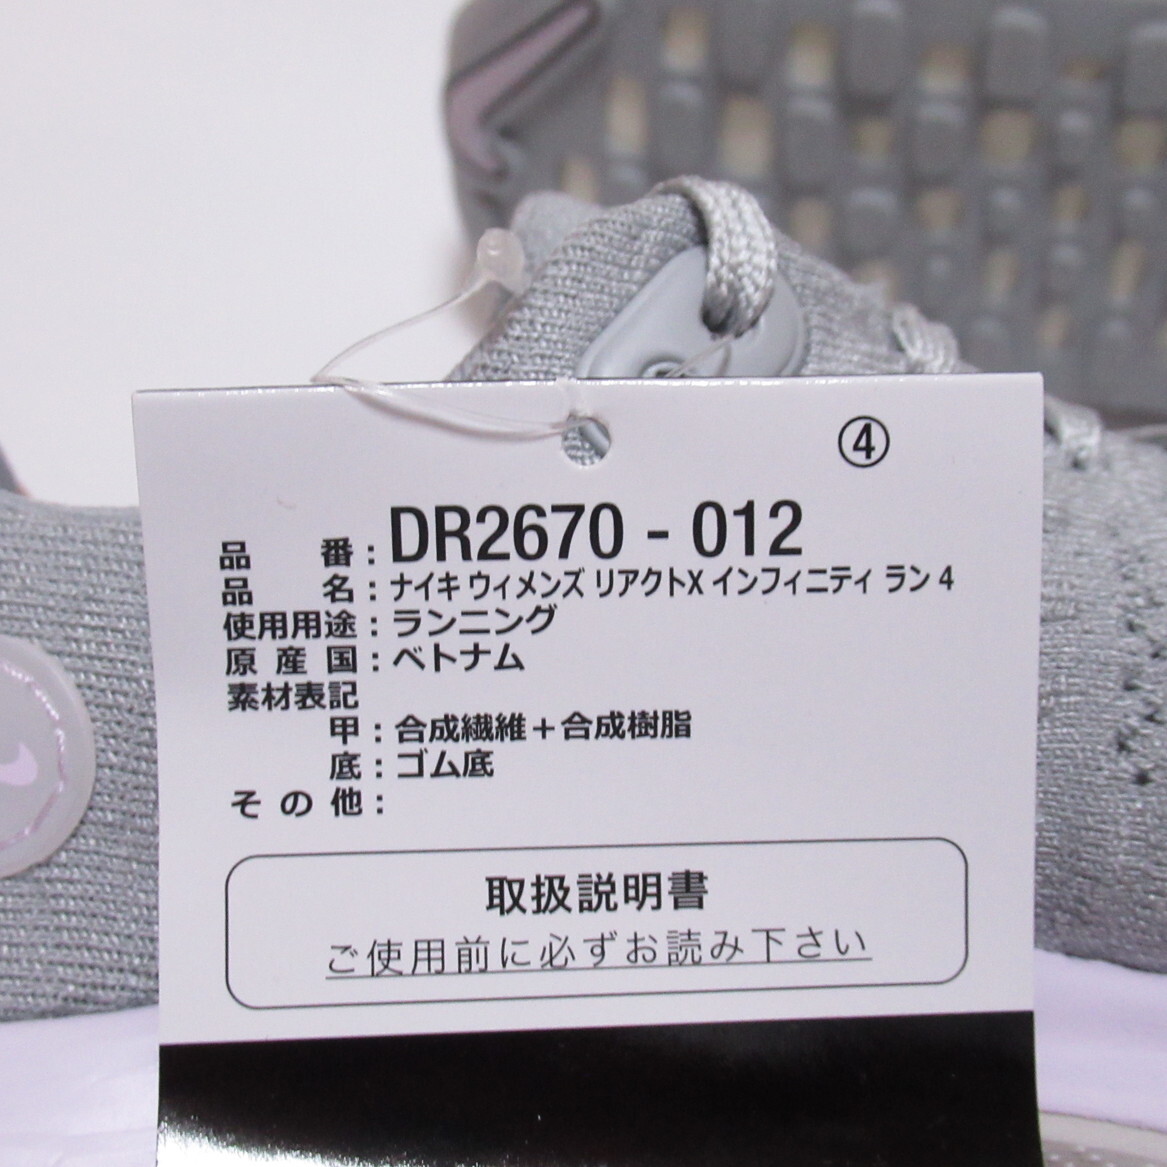 ④
品 番：DR2670 - 012
品 名：ナイキ ウィメンズ リアクトX インフィニティ ラン 4
使用用途：ランニング
原 産 国：ベトナム
素材表記
甲：合成繊維＋合成樹脂
底：ゴム底
そ の 他：
取扱説明書
ご使用前に必ずお読み下さい